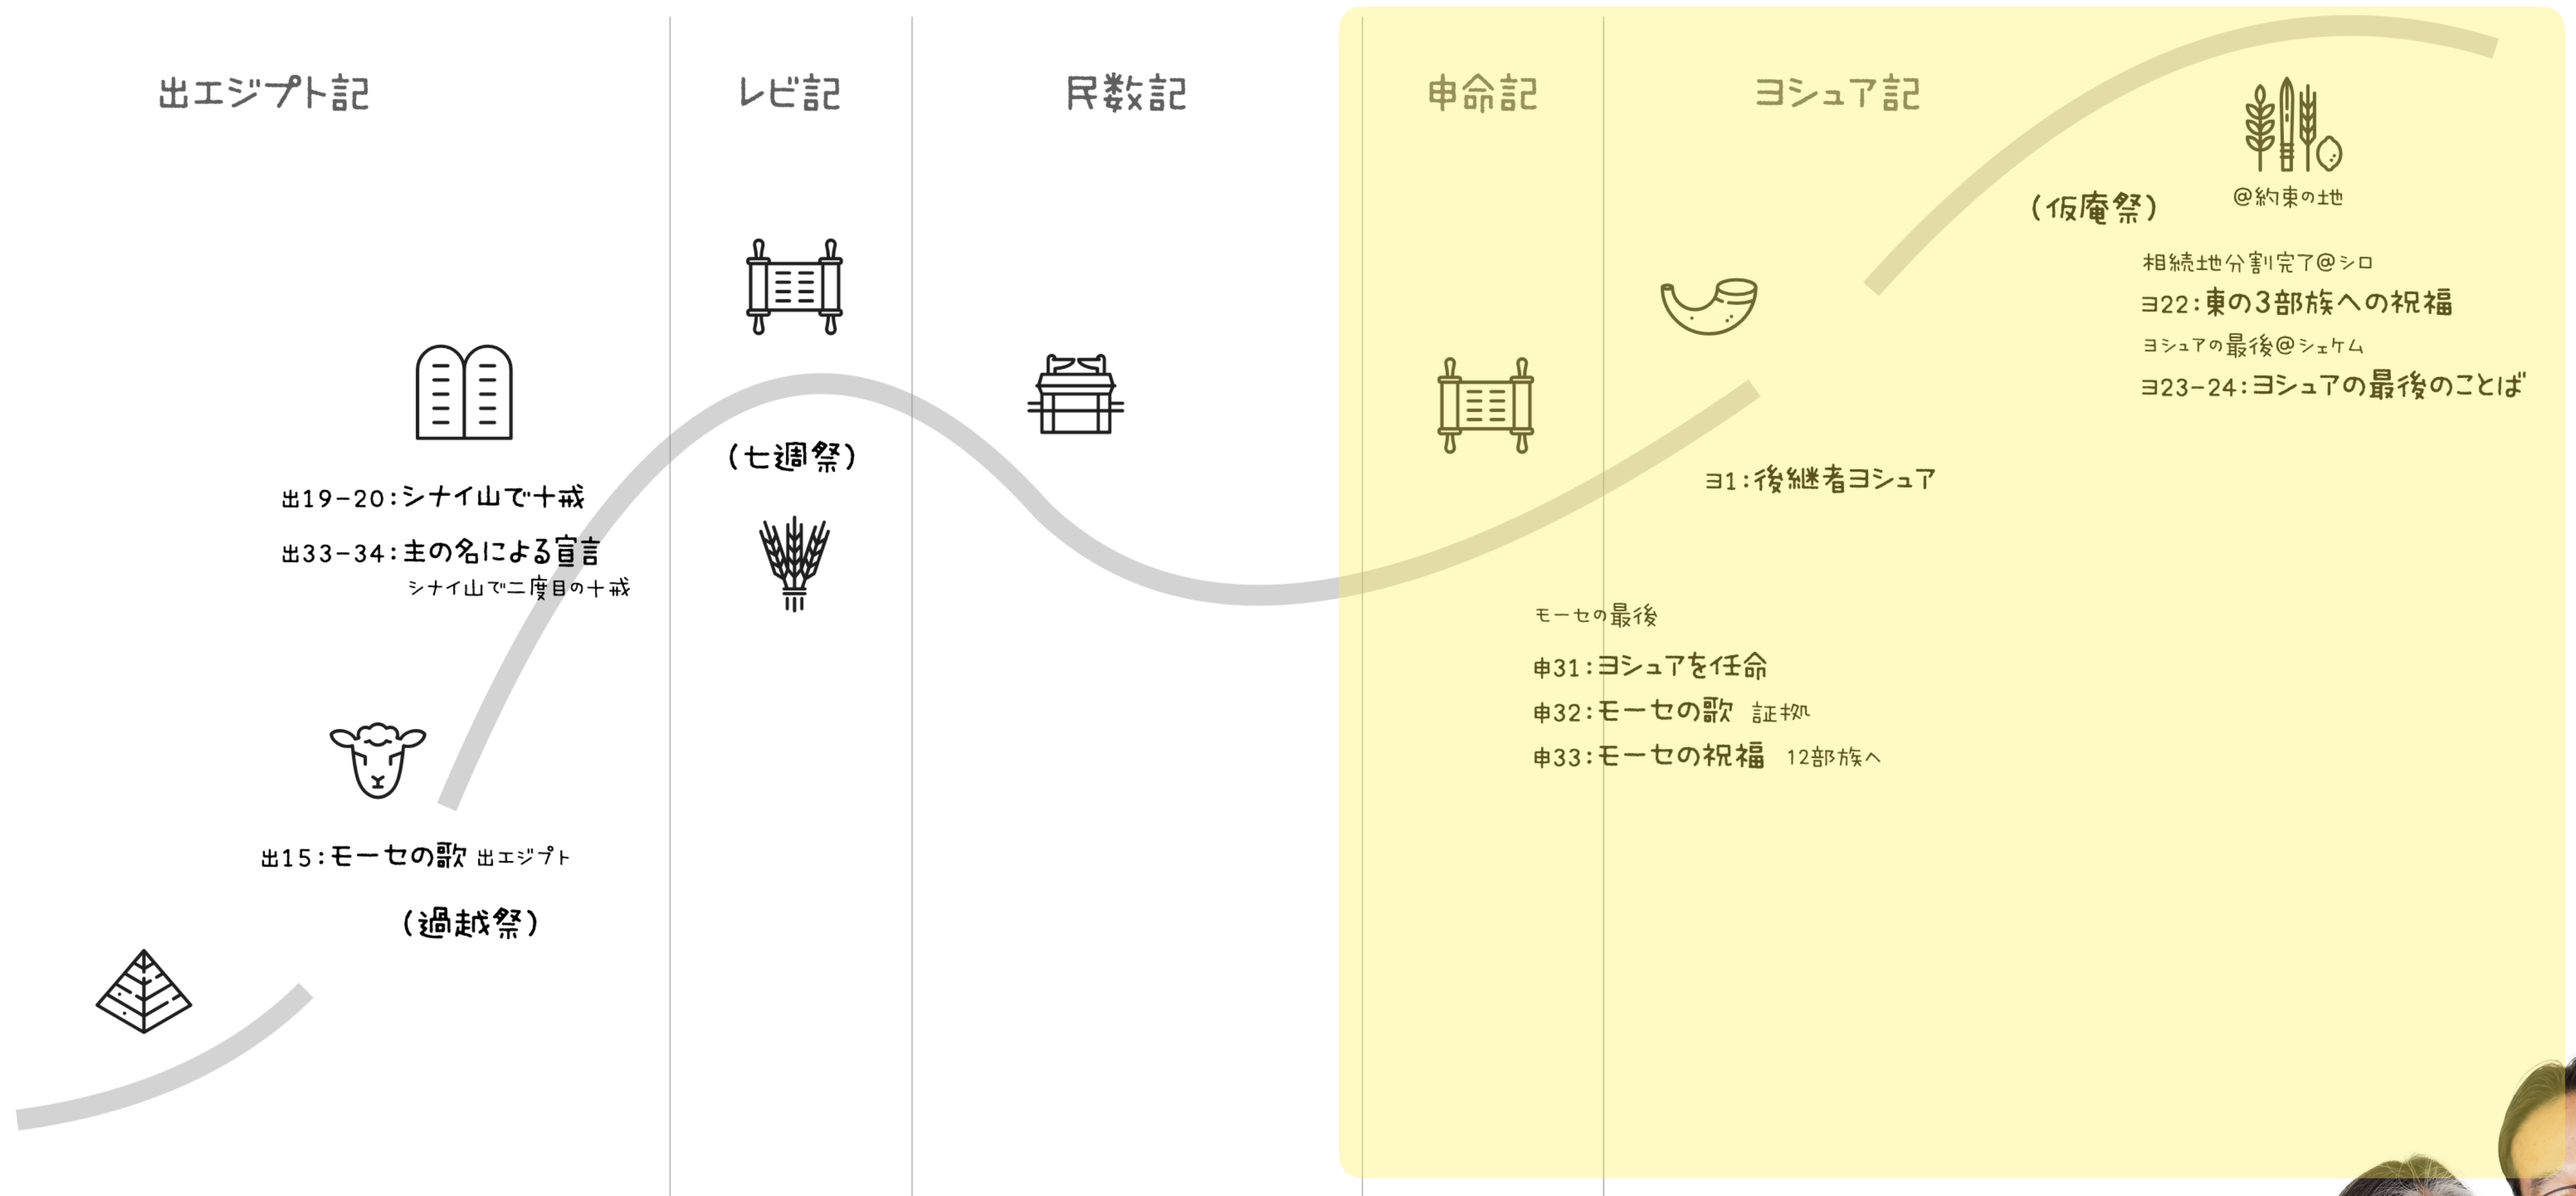 出エジプト記
レビ記
民数記
申命記
ヨシュア記
@約束の地
(仮庵祭)
相続地分割完了@シロ
ヨ22:東の3部族への祝福
ヨシュアの最後@シェケム
ヨ23-24:ヨシュアの最後のことば
(七週祭)
ヨ1:後継者ヨシュア
出19-20:シナイ山で十戒
出33-34:主の名による宣言
シナイ山で二度目の十戒
モーセの最後
申31:ヨシュアを任命
申32:モーセの歌 証拠
申33:モーセの祝福 12部族へ
出15:モーセの歌 出エジプト
(過越祭)